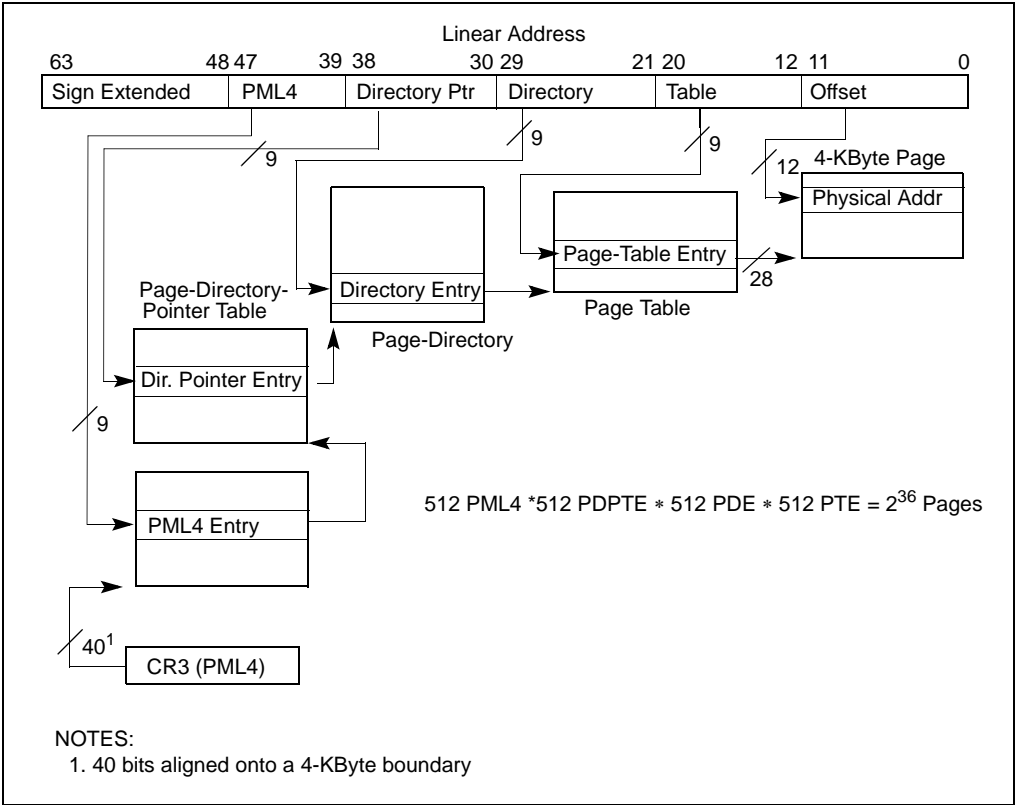 Linear Address
63 48 47 39 38 30 29 21 20 12 11 0
Sign Extended PML4 Directory Ptr Directory Table Offset
9 9 9
12 4-KByte Page
Physical Addr
Page-Table Entry
28
Page-Directory-
Pointer Table
Directory Entry
Page Table
Page-Directory
Dir. Pointer Entry
9
512 PML4 *512 PDPTE ∗ 512 PDE ∗ 512 PTE = 2^36 Pages
PML4 Entry
40^1
CR3 (PML4)
NOTES:
1. 40 bits aligned onto a 4-KByte boundary